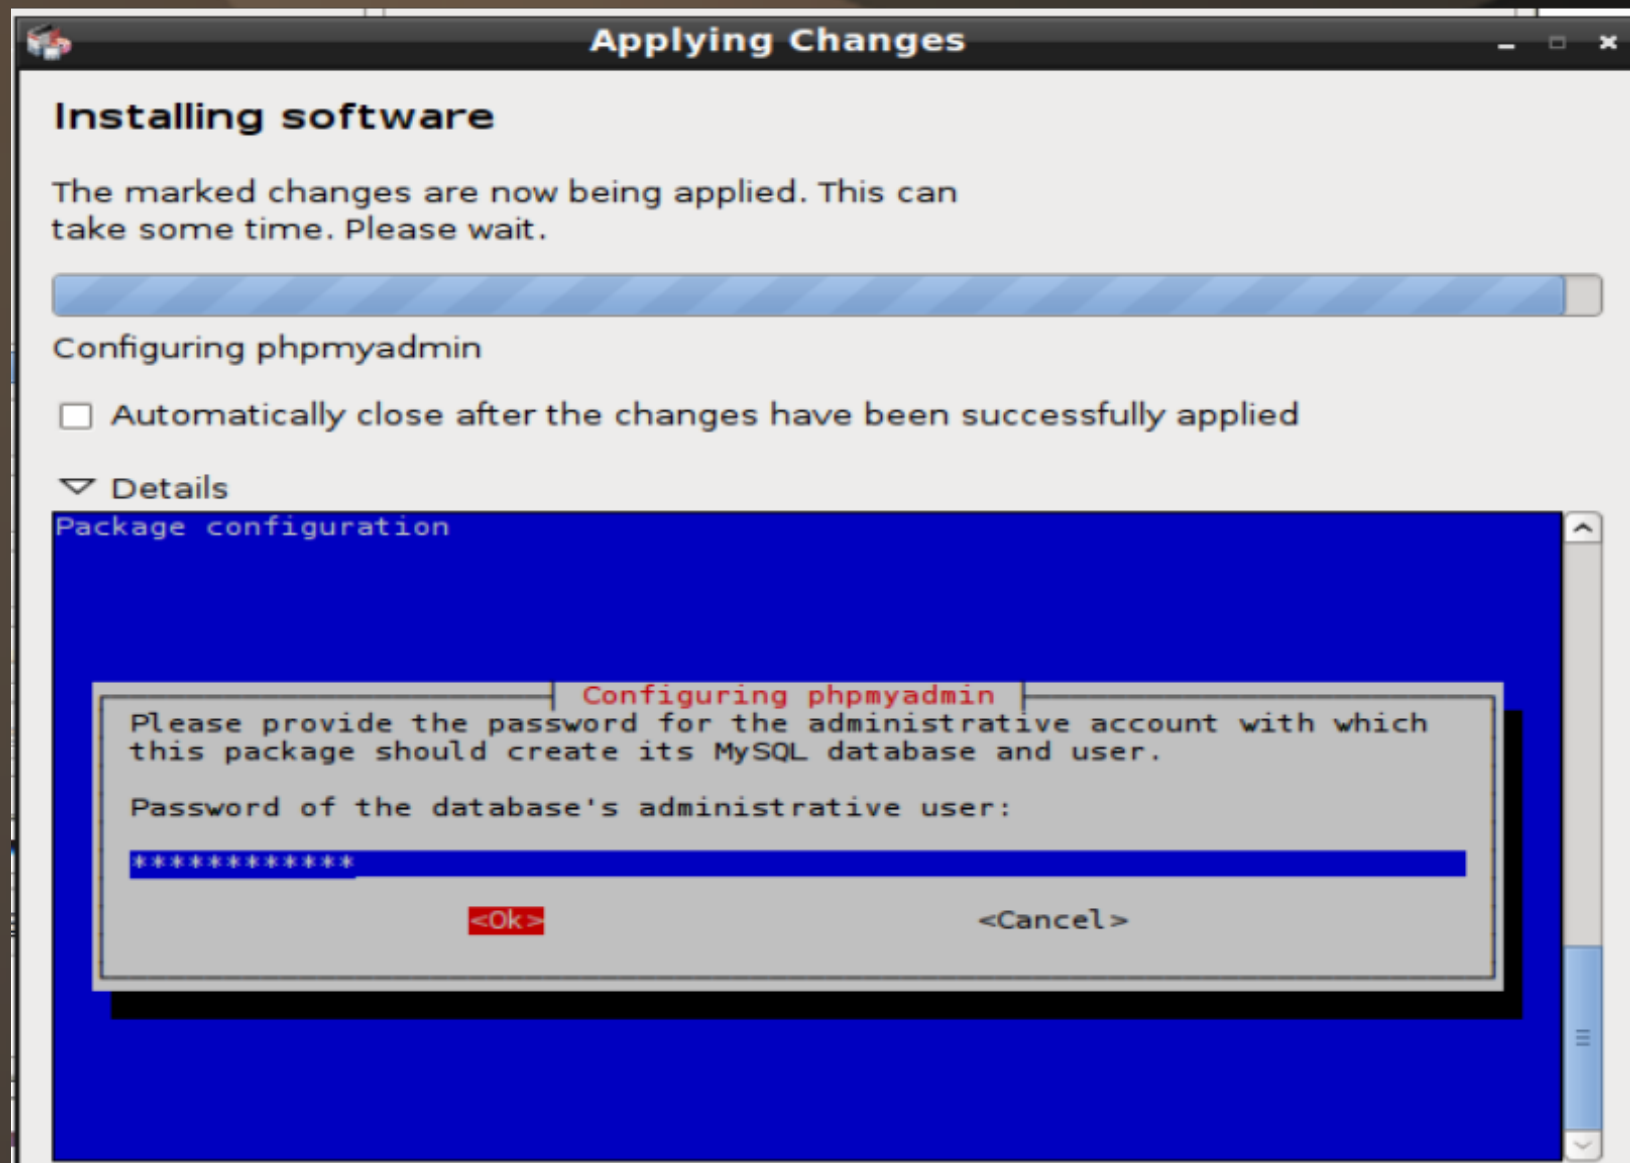 Applying Changes
Installing software
The marked changes are now being applied. This can
take some time. Please wait.
Configuring phpmyadmin
Automatically close after the changes have been successfully applied
Details
Package configuration
Configuring phpmyadmin
Please provide the password for the administrative account with which
this package should create its MySQL database and user.
Password of the database's administrative user:
************
<Ok> <Cancel>